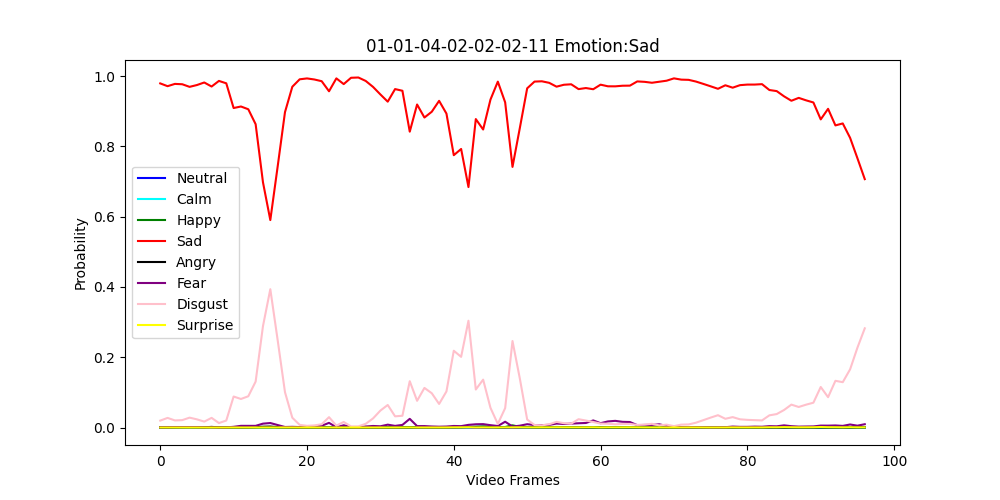 01-01-04-02-02-02-11 Emotion:Sad
Probability
1.0
0.8
0.6
0.4
0.2
0.0
Neutral
Calm
Happy
Sad
Angry
Fear
Disgust
Surprise
0 20 40 60 80 100
Video Frames